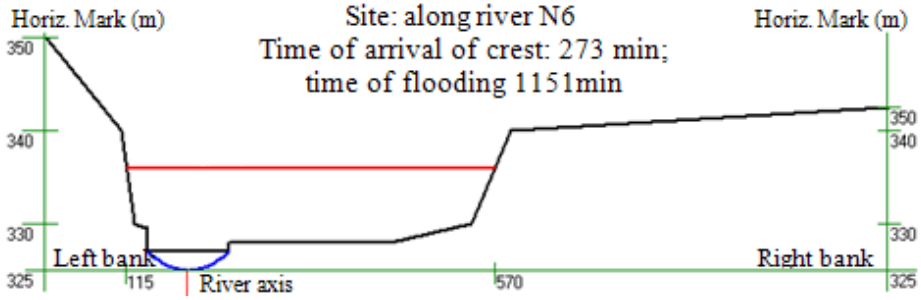 Horiz. Mark (m)
Site: along river N6
Horiz. Mark (m)
Time of arrival of crest: 273 min;
time of flooding 1151min
350
340
330
325
350
340
330
325
Left bank
Right bank
115
River axis
570